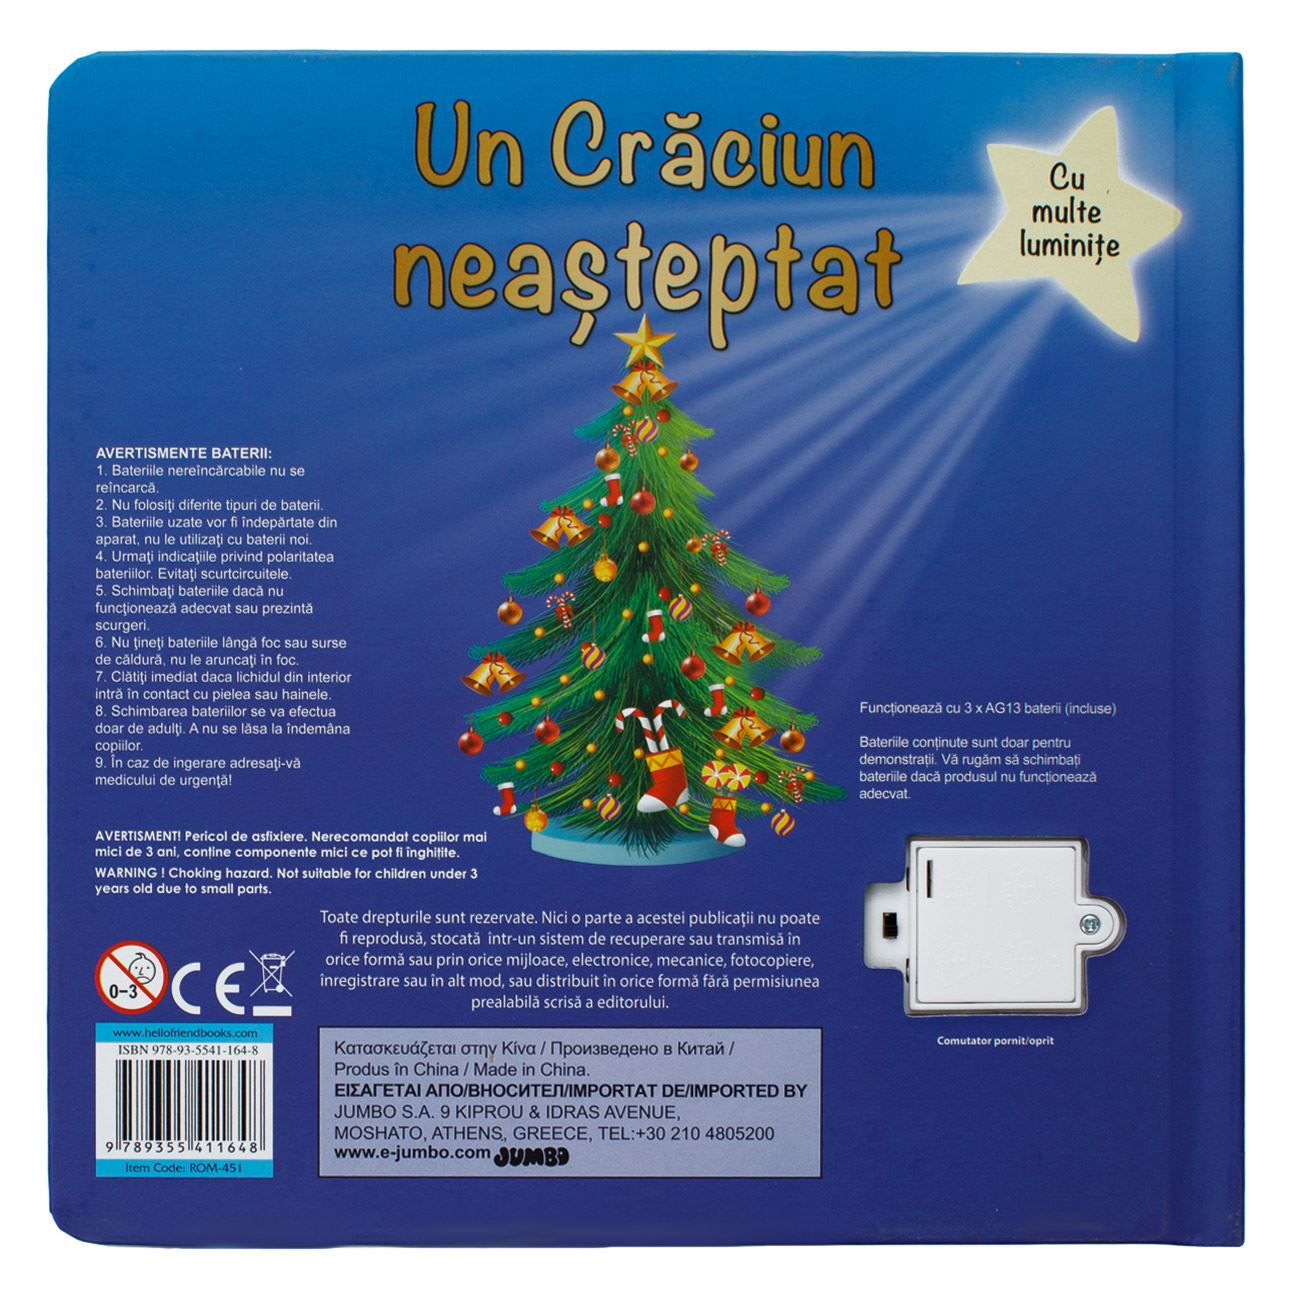 Un Crăciun
neașteptat
Cu
multe
luminițe
AVERTISMENTE BATERII:
1. Bateriile nereîncărcabile nu se
reîncarcă.
2. Nu folosiţi diferite tipuri de baterii.
3. Bateriile uzate vor fi îndepărtate din
aparat, nu le utilizaţi cu baterii noi.
4. Urmaţi indicaţiile privind polaritatea
bateriilor. Evitaţi scurtcircuitele.
5. Schimbaţi bateriile dacă nu
funcţionează adecvat sau prezintă
scurgeri.
6. Nu ţineţi bateriile lângă foc sau surse
de căldură, nu le aruncaţi în foc.
7. Clătiţi imediat daca lichidul din interior
intră în contact cu pielea sau hainele.
8. Schimbarea bateriilor se va efectua
doar de adulţi. A nu se lăsa la îndemâna
copiilor.
9. În caz de ingerare adresaţi-vă
medicului de urgenţă!
AVERTISMENT! Pericol de asfixiere. Nerecomandat copiilor mai
mici de 3 ani, conține componente mici ce pot fi înghițite.
WARNING ! Choking hazard. Not suitable for children under 3
years old due to small parts.
Funcționează cu 3 x AG13 baterii (incluse)
Bateriile conținute sunt doar pentru
demonstrații. Vă rugăm să schimbați
bateriile dacă produsul nu funcționează
adecvat.
Comutator pornit/oprit
Toate drepturile sunt rezervate. Nici o parte a acestei publicații nu poate
fi reprodusă, stocată într-un sistem de recuperare sau transmisă în
orice formă sau prin orice mijloace, electronice, mecanice, fotocopiere,
înregistrare sau în alt mod, sau distribuit în orice formă fără permisiunea
prealabilă scrisă a editorului.
0-3
CE
www.hellofriendbooks.com
ISBN 978-93-5541-164-8
9 789355 411648
Item Code: ROM-451
Κατασκευάζεται στην Κίνα / Произведено в Китай /
Produs în China / Made in China.
ΕΙΣΑΓΕΤΑΙ ΑΠΟ/ВНОСИТЕЛ/IMPORTAT DE/IMPORTED BY
JUMBO S.A. 9 KIPROU & IDRAS AVENUE,
MOSHATO, ATHENS, GREECE, TEL:+30 210 4805200
www.e-jumbo.com JUMBO